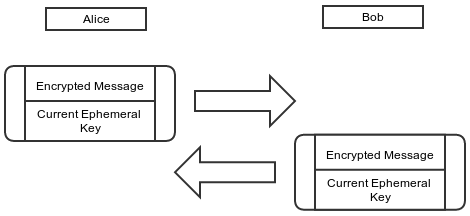 Alice
Bob
Encrypted Message
Current Ephemeral
Key
Encrypted Message
Current Ephemeral
Key